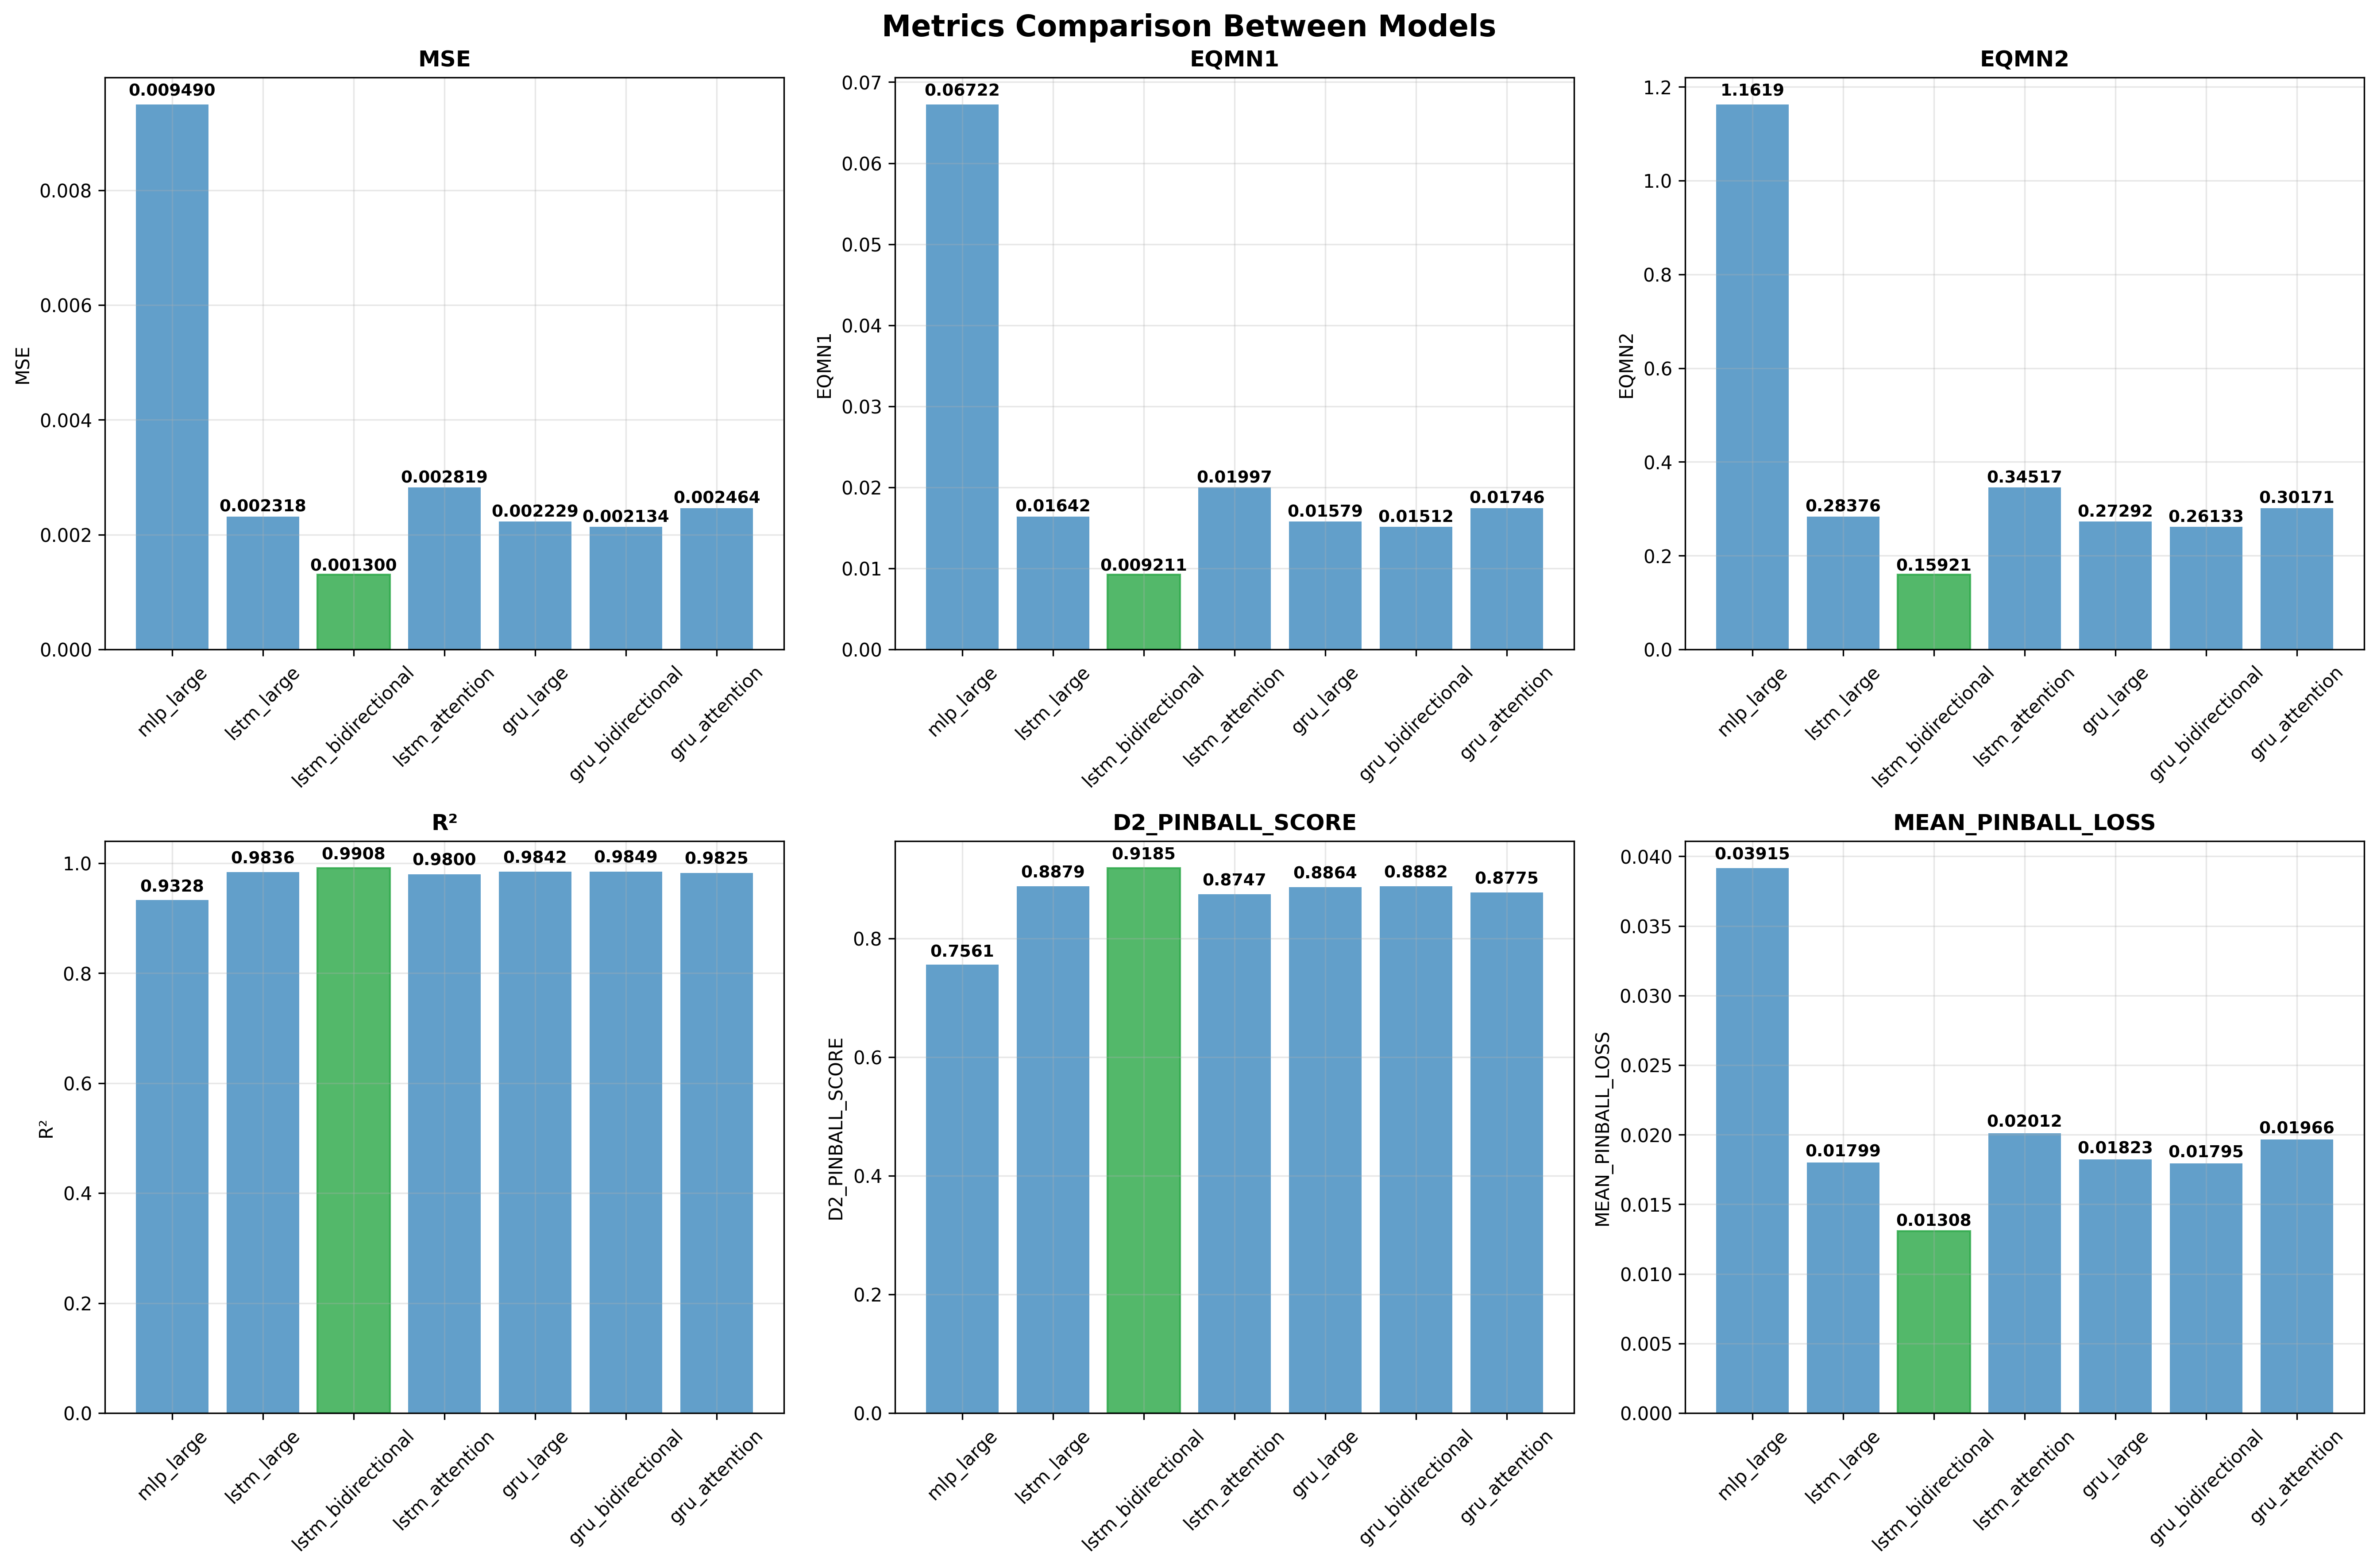 Metrics Comparison Between Models
MSE
MSE
0.008
0.006
0.004
0.002
0.000
0.009490
0.002318
0.001300
0.002819
0.002229
0.002134
0.002464
mlp_large
lstm_large
lstm_bidirectional
lstm_attention
gru_large
gru_bidirectional
gru_attention
EQMN1
EQMN1
0.07
0.06
0.05
0.04
0.03
0.02
0.01
0.00
0.06722
0.01642
0.009211
0.01997
0.01579
0.01512
0.01746
mlp_large
lstm_large
lstm_bidirectional
lstm_attention
gru_large
gru_bidirectional
gru_attention
EQMN2
EQMN2
1.2
1.0
0.8
0.6
0.4
0.2
0.0
1.1619
0.28376
0.15921
0.34517
0.27292
0.26133
0.30171
mlp_large
lstm_large
lstm_bidirectional
lstm_attention
gru_large
gru_bidirectional
gru_attention
R²
R²
1.0
0.8
0.6
0.4
0.2
0.0
0.9328
0.9836
0.9908
0.9800
0.9842
0.9849
0.9825
mlp_large
lstm_large
lstm_bidirectional
lstm_attention
gru_large
gru_bidirectional
gru_attention
D2_PINBALL_SCORE
D2_PINBALL_SCORE
0.8
0.6
0.4
0.2
0.0
0.7561
0.8879
0.9185
0.8747
0.8864
0.8882
0.8775
mlp_large
lstm_large
lstm_bidirectional
lstm_attention
gru_large
gru_bidirectional
gru_attention
MEAN_PINBALL_LOSS
MEAN_PINBALL_LOSS
0.040
0.035
0.030
0.025
0.020
0.015
0.010
0.005
0.000
0.03915
0.01799
0.01308
0.02012
0.01823
0.01795
0.01966
mlp_large
lstm_large
lstm_bidirectional
lstm_attention
gru_large
gru_bidirectional
gru_attention